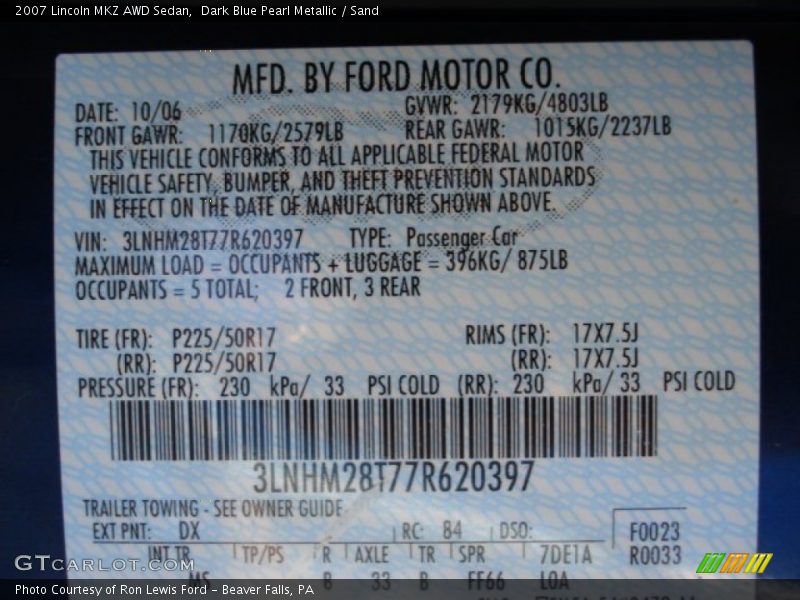 2007 Lincoln MKZ AWD Sedan, Dark Blue Pearl Metallic / Sand
MFD. BY FORD MOTOR CO.
DATE: 10/06 GVWR: 2179KG/4803LB
FRONT GAWR: 1170KG/2579LB REAR GAWR: 1015KG/2237LB
THIS VEHICLE CONFORMS TO ALL APPLICABLE FEDERAL MOTOR
VEHICLE SAFETY, BUMPER, AND THEFT PREVENTION STANDARDS
IN EFFECT ON THE DATE OF MANUFACTURE SHOWN ABOVE.
VIN: 3LNHM28T77R620397 TYPE: Passenger Car
MAXIMUM LOAD = OCCUPANTS + LUGGAGE = 396KG/ 875LB
OCCUPANTS = 5 TOTAL; 2 FRONT, 3 REAR
TIRE (FR): P225/50R17 RIMS (FR): 17X7.5J
(RR): P225/50R17 (RR): 17X7.5J
PRESSURE (FR): 230 kPa/ 33 PSI COLD (RR): 230 kPa/ 33 PSI COLD
3LNHM28T77R620397
TRAILER TOWING - SEE OWNER GUIDE
EXT PNT: DX RC: 84 DSO: F0023
INT TR TP/PS R AXLE TR SPR 7DE1A R0033
MS B 33 B FF66 LOA
GTCarLot.com
Photo Courtesy of Ron Lewis Ford - Beaver Falls, PA